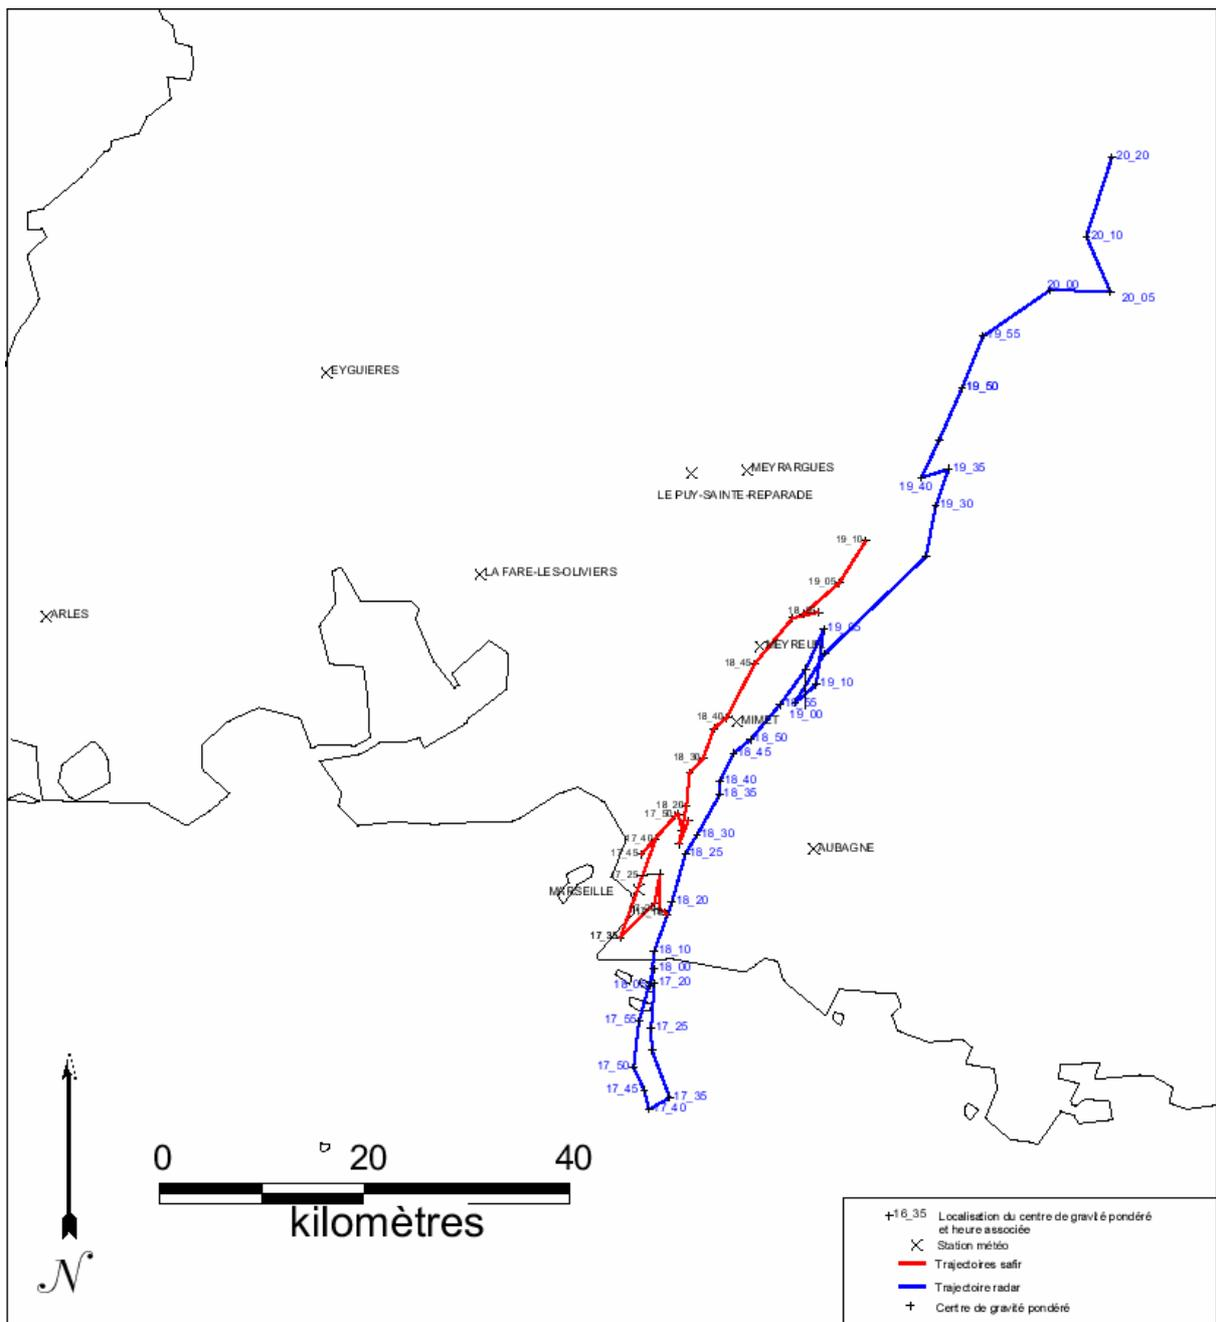 20_20
20_10
20_00
20_05
19_55
EYGUIERES
19_50
MEYRARGUES
19_35
19_40
LE PUY-SAINTE-REPARADE
19_30
19_10
LA FARE-LES-OLIVIERS
19_05
ARLES
19_05
MEYREUIL
18_45
19_10
18_55
19_00
18_40
MIMET
18_50
18_45
18_30
18_40
18_35
18_20
17_50
18_30
17_40
17_45
18_25
AUBAGNE
17_25
MARSEILLE
18_20
17_35
18_10
18_00
17_20
17_55
17_25
17_50
17_45
17_35
17_40
0 20 40
kilomètres
N
16_35 Localisation du centre de gravité pondéré
et heure associée
Station météo
Trajectoires safir
Trajectoire radar
Centre de gravité pondéré